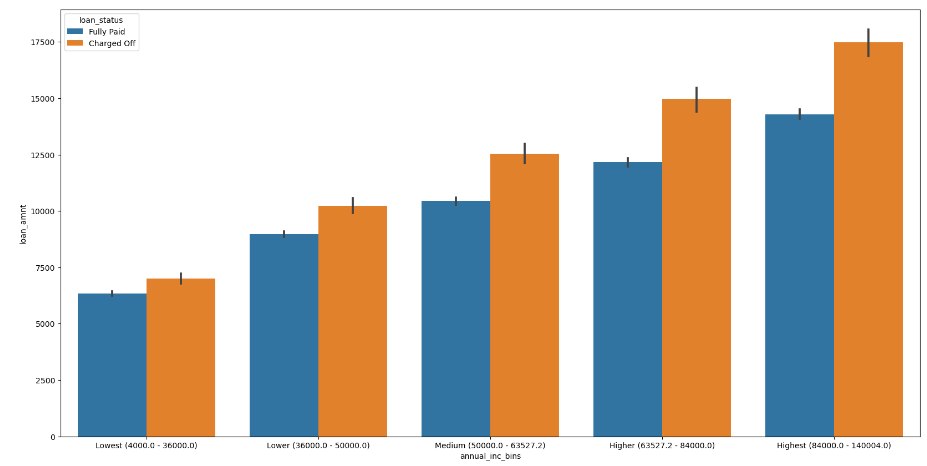 loan_status
Fully Paid
Charged Off
17500
15000
12500
10000
7500
5000
2500
0
loan_amnt
Lowest (4000.0 - 36000.0)
Lower (36000.0 - 50000.0)
Medium (50000.0 - 63527.2)
Higher (63527.2 - 84000.0)
Highest (84000.0 - 140004.0)
annual_inc_bins